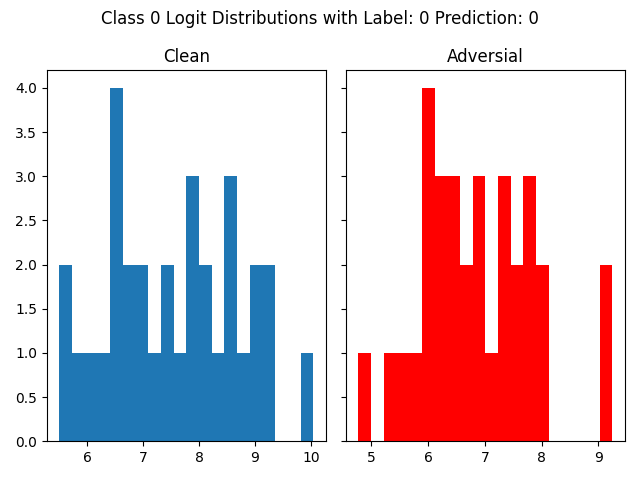 Class 0 Logit Distributions with Label: 0 Prediction: 0
Clean
Adversial
4.0
3.5
3.0
2.5
2.0
1.5
1.0
0.5
0.0
6 7 8 9 10
5 6 7 8 9